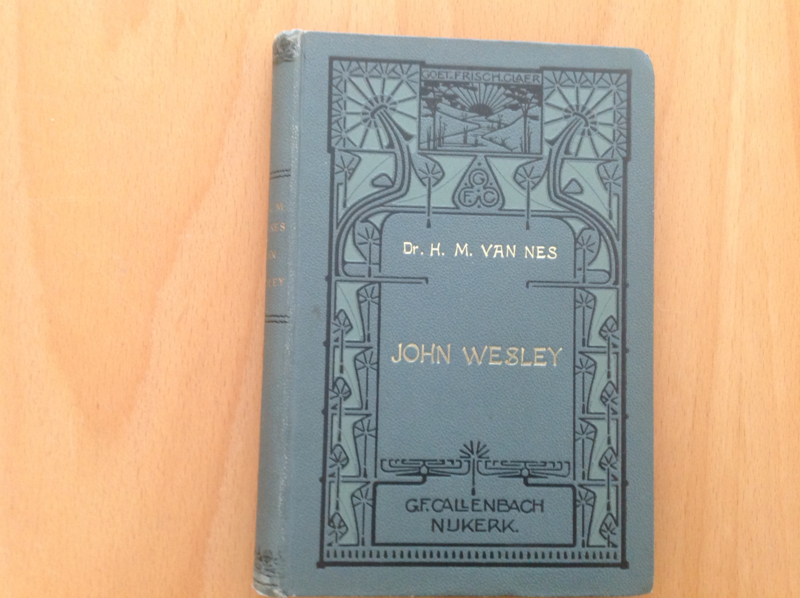 GOET. FRISCH. CLAER
G
F. C
Dr. H. M. VAN NES
JOHN WESLEY
G.F. CALLENBACH
NIJKERK.